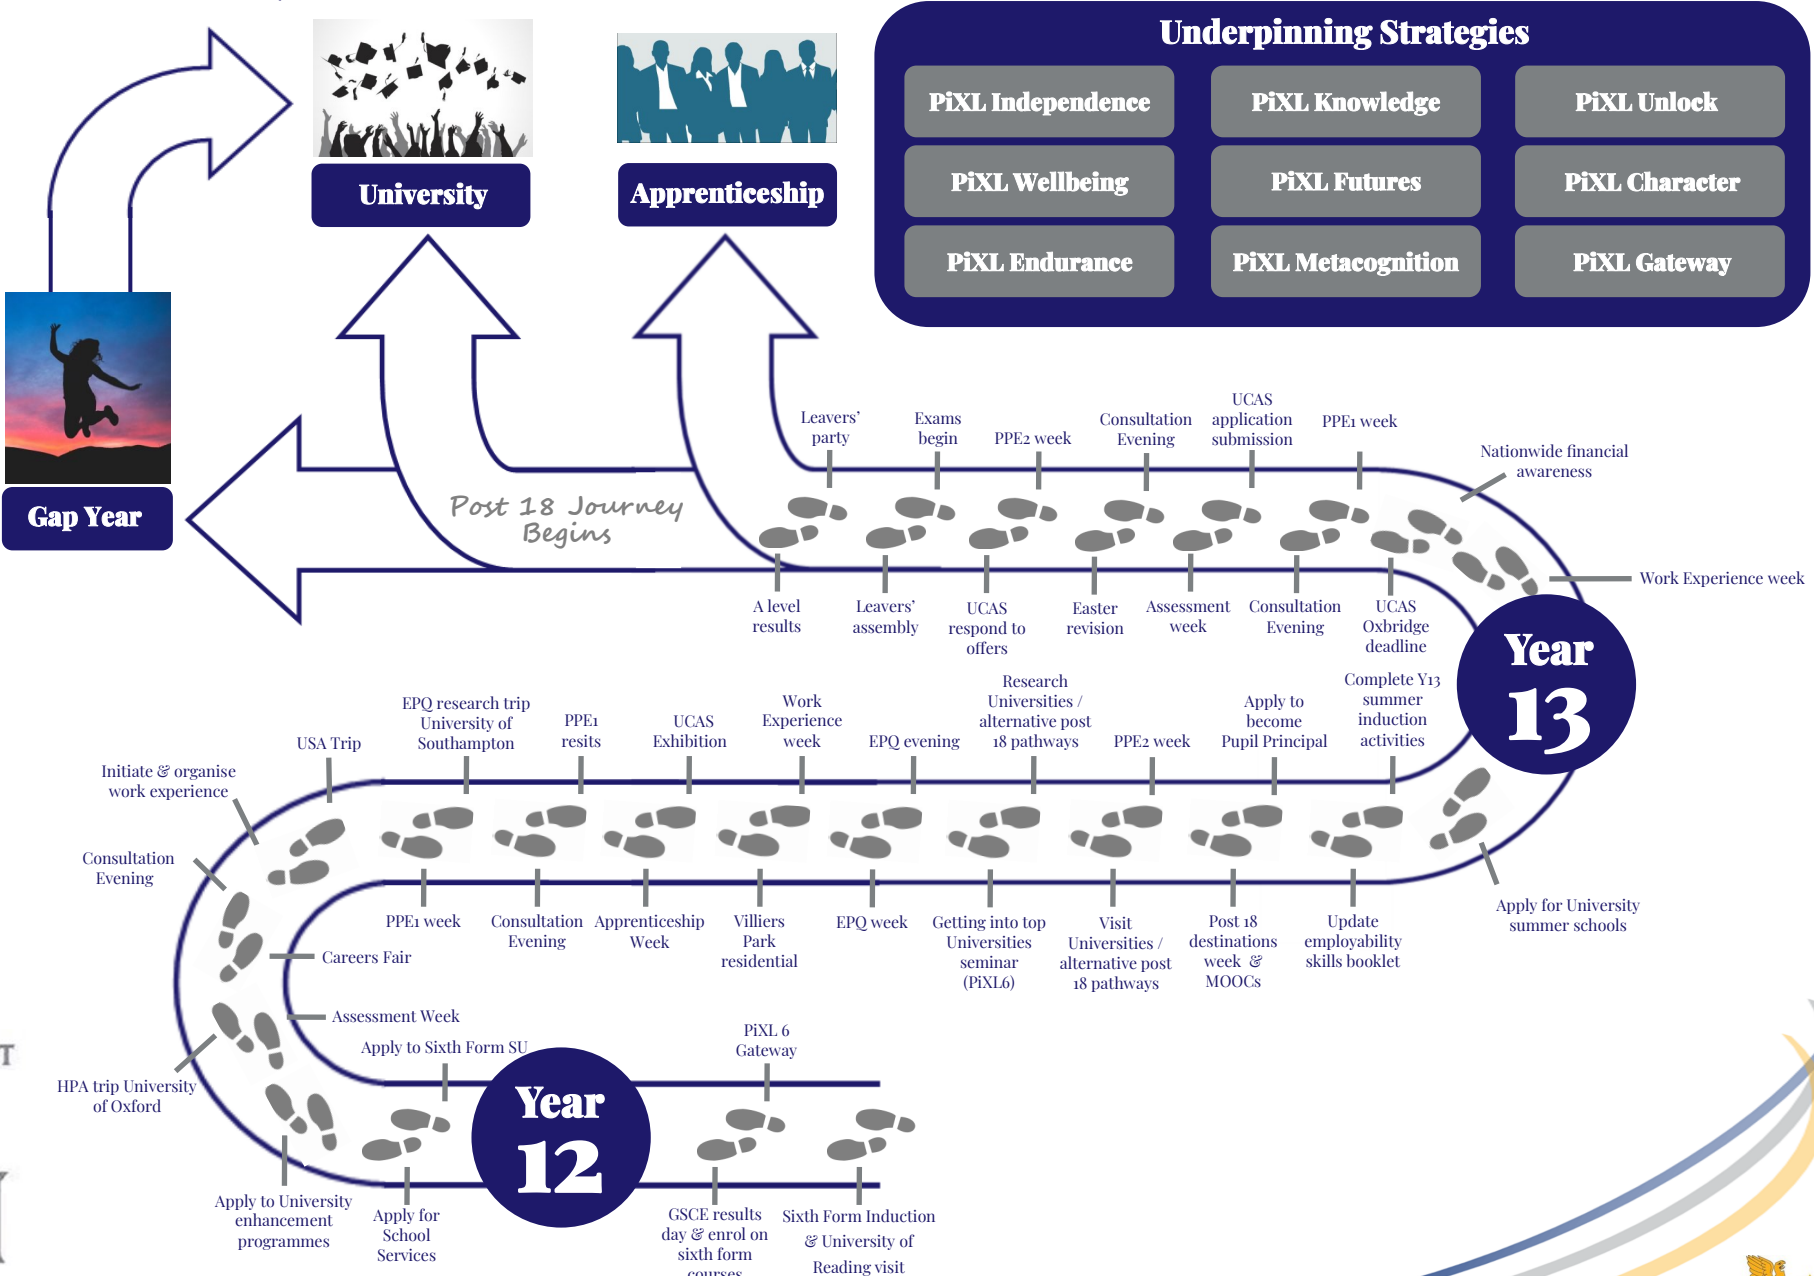 Underpinning Strategies
PiXL Independence
PiXL Knowledge
PiXL Unlock
PiXL Wellbeing
PiXL Futures
PiXL Character
PiXL Endurance
PiXL Metacognition
PiXL Gateway
University
Apprenticeship
Gap Year
Post 18 Journey
Begins
Leavers'
party
Exams
begin
PPE2 week
Consultation
Evening
UCAS
application
submission
PPE1 week
Nationwide financial
awareness
Work Experience week
A level
results
Leavers'
assembly
UCAS
respond to
offers
Easter
revision
Assessment
week
Consultation
Evening
UCAS
Oxbridge
deadline
Year
13
USA Trip
EPQ research trip
University of
Southampton
PPE1
resits
UCAS
Exhibition
Work
Experience
week
EPQ evening
Research
Universities /
alternative post
18 pathways
PPE2 week
Apply to
become
Pupil Principal
Complete Y13
summer
induction
activities
Initiate & organise
work experience
Consultation
Evening
PPE1 week
Consultation
Evening
Apprenticeship
Week
Villiers
Park
residential
EPQ week
Getting into top
Universities
seminar
(PiXL6)
Visit
Universities /
alternative post
18 pathways
Post 18
destinations
week &
MOOCs
Update
employability
skills booklet
Apply for University
summer schools
Careers Fair
Assessment Week
Apply to Sixth Form SU
PiXL 6
Gateway
HPA trip University
of Oxford
Year
12
Apply to University
enhancement
programmes
Apply for
School
Services
GSCE results
day & enrol on
sixth form
courses
Sixth Form Induction
& University of
Reading visit